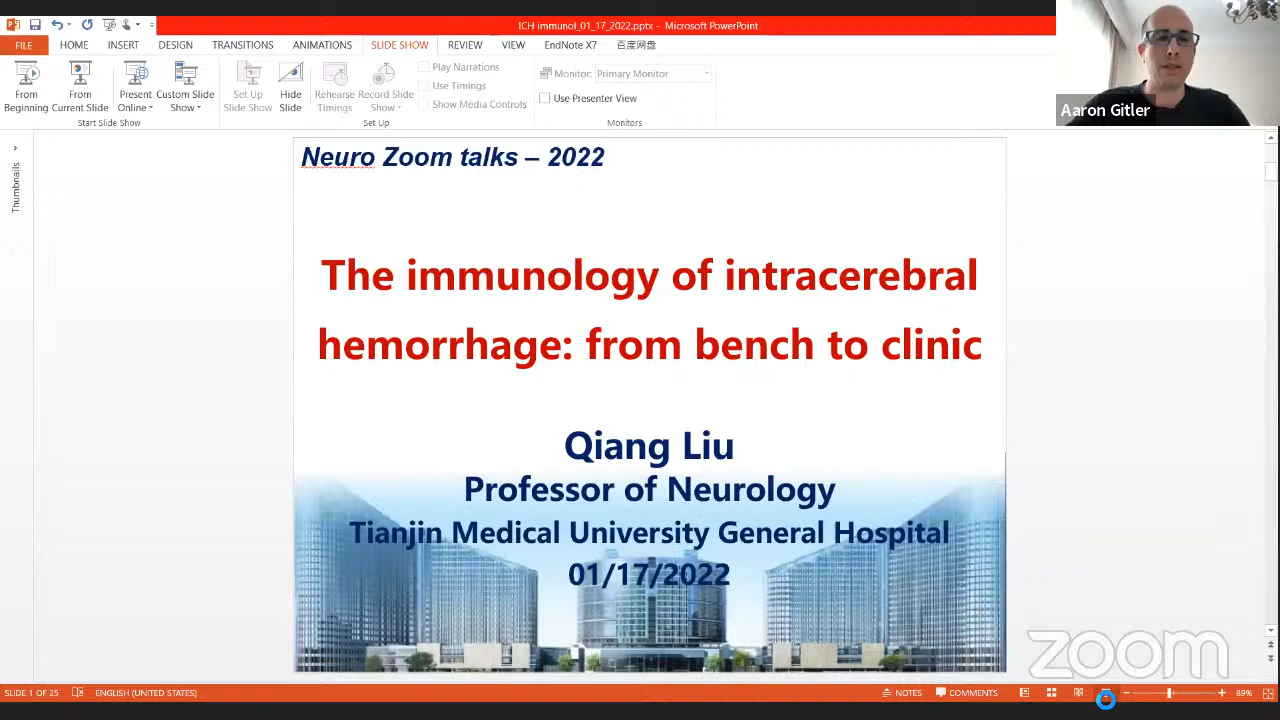 ICH immunol_01_17_2022.pptx - Microsoft PowerPoint
FILE HOME INSERT DESIGN TRANSITIONS ANIMATIONS SLIDE SHOW REVIEW VIEW EndNote X7 百度网盘
From Beginning
From Current Slide
Present Online
Custom Slide Show
Start Slide Show
Set Up Slide Show
Hide Slide
Rehearse Timings
Record Slide Show
Play Narrations
Use Timings
Show Media Controls
Set Up
Monitor: Primary Monitor
Use Presenter View
Monitors
Aaron Gitler
Thumbnails
Neuro Zoom talks – 2022
The immunology of intracerebral
hemorrhage: from bench to clinic
Qiang Liu
Professor of Neurology
Tianjin Medical University General Hospital
01/17/2022
zoom
SLIDE 1 OF 25 ENGLISH (UNITED STATES) NOTES COMMENTS 89%